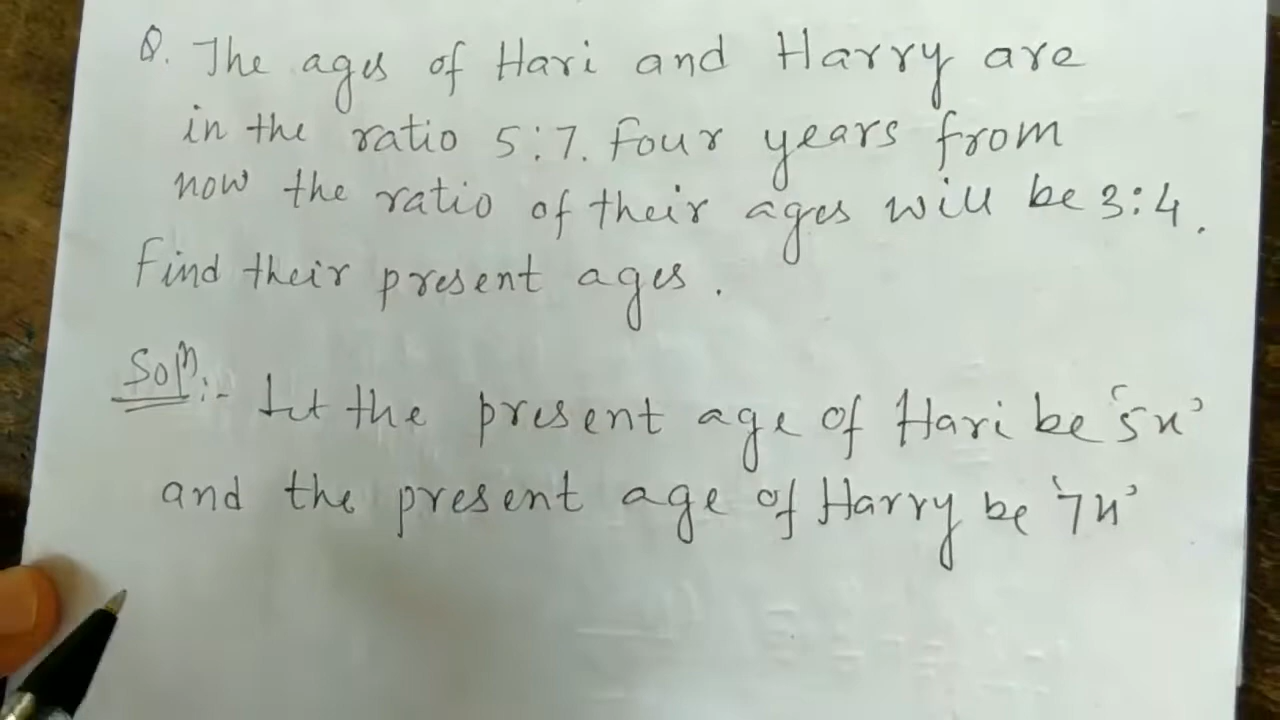 Q. The ages of Hari and Harry are
in the ratio 5:7. Four years from
now the ratio of their ages will be 3:4.
Find their present ages.
Solⁿ:- Let the present age of Hari be '5x'
and the present age of Harry be '7x'